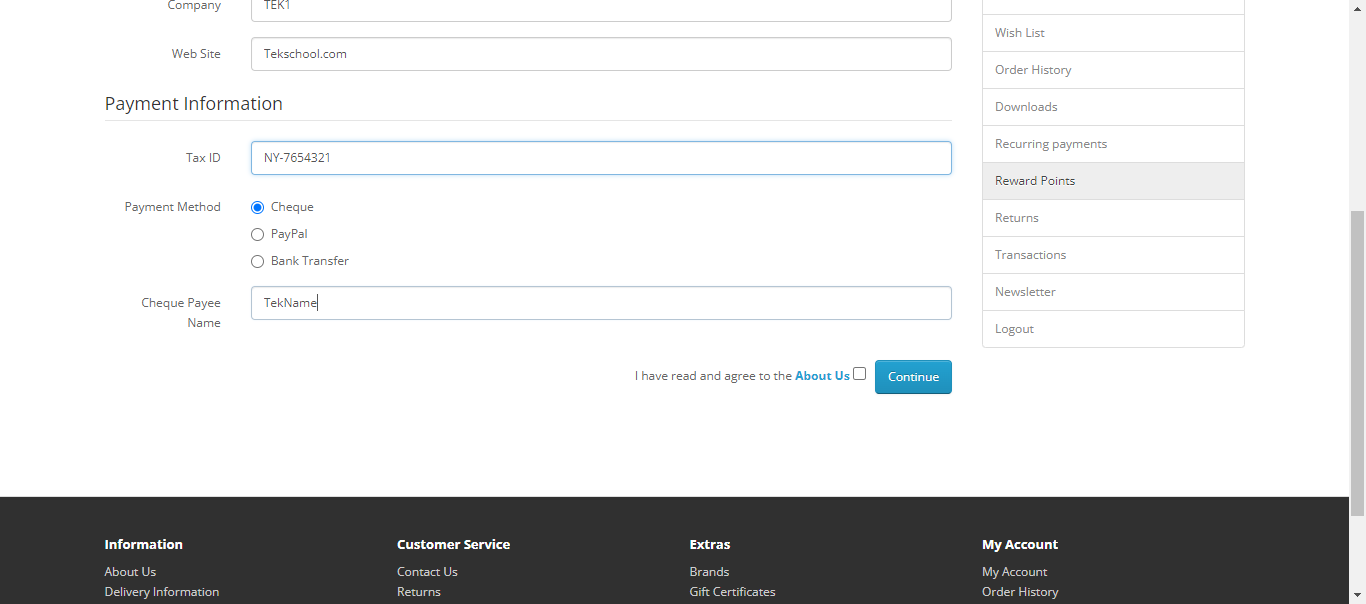 Company
TEK1
Web Site
Tekschool.com
Payment Information
Tax ID
NY-7654321
Payment Method
Cheque
PayPal
Bank Transfer
Cheque Payee
Name
TekName
I have read and agree to the About Us
Continue
Wish List
Order History
Downloads
Recurring payments
Reward Points
Returns
Transactions
Newsletter
Logout
Information
About Us
Delivery Information
Customer Service
Contact Us
Returns
Extras
Brands
Gift Certificates
My Account
My Account
Order History